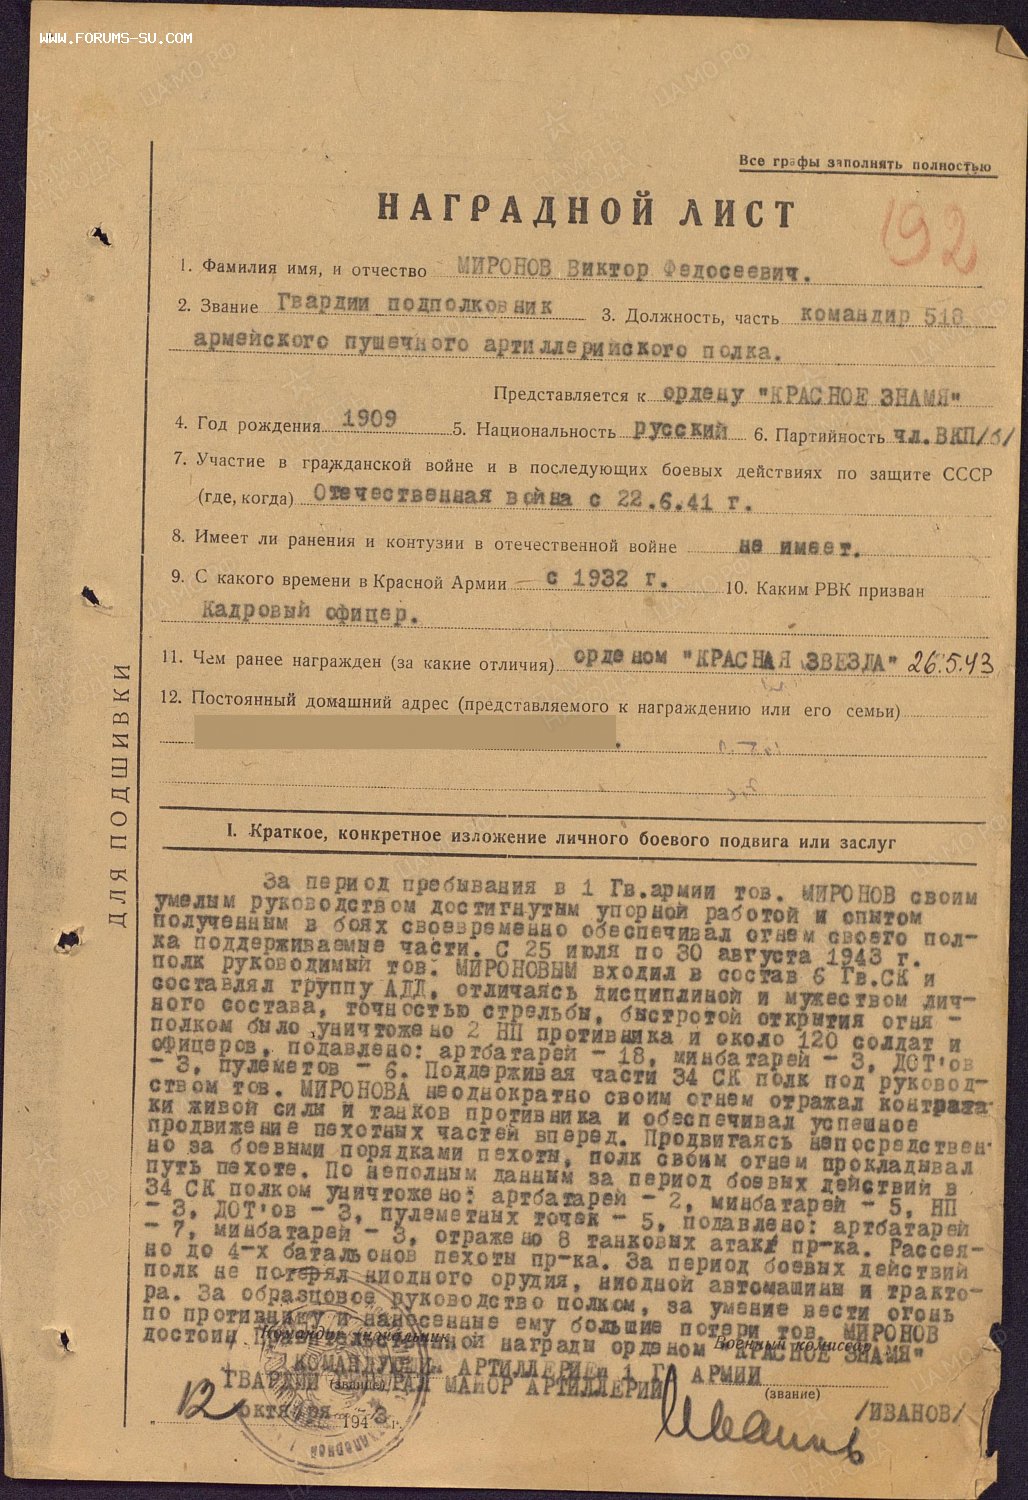 WWW.FORUMS-SU.COM
Все графы заполнять полностью
НАГРАДНОЙ ЛИСТ
192
1. Фамилия имя, и отчество МИРОНОВ Виктор Федосеевич.
2. Звание Гвардии подполковник 3. Должность, часть командир 518
армейского пушечного артиллерийского полка.
Представляется к ордену "КРАСНОЕ ЗНАМЯ"
4. Год рождения 1909 5. Национальность русский 6. Партийность чл.ВКП/б/
7. Участие в гражданской войне и в последующих боевых действиях по защите СССР
(где, когда) Отечественная война с 22.6.41 г.
8. Имеет ли ранения и контузии в отечественной войне не имеет.
9. С какого времени в Красной Армии с 1932 г. 10. Каким РВК призван
Кадровый офицер.
11. Чем ранее награжден (за какие отличия) орденом "КРАСНАЯ ЗВЕЗДА" 26.5.43
12. Постоянный домашний адрес (представляемого к награждению или его семьи)
ДЛЯ ПОДШИВКИ
I. Краткое, конкретное изложение личного боевого подвига или заслуг
За период пребывания в 1 Гв.армии тов. МИРОНОВ своим
умелым руководством достигнутым упорной работой и опытом
полученным в боях своевременно обеспечивал огнем своего пол-
ка поддерживаемые части. С 25 июля по 30 августа 1943 г.
полк руководимый тов. МИРОНОВЫМ входил в состав 6 Гв.СК и
составлял группу АДД, отличаясь дисциплиной и мужеством лич-
ного состава, точностью стрельбы, быстротой открытия огня -
полком было уничтожено 2 НП противника и около 120 солдат и
офицеров, подавлено: артбатарей - 18, минбатарей - 3, ДОТ'ов
- 3, пулеметов - 6. Поддерживая части 34 СК полк под руковод-
ством тов. МИРОНОВА неоднократно своим огнем отражал контрата-
ки живой силы и танков противника и обеспечивал успешное
продвижение пехотных частей вперед. Продвигаясь непосредствен-
но за боевыми порядками пехоты, полк своим огнем прокладывал
путь пехоте. По неполным данным за период боевых действий в
34 СК полком уничтожено: артбатарей - 2, минбатарей - 5, НП
- 3, ДОТ'ов - 3, пулеметных точек - 5, подавлено: артбатарей
- 7, минбатарей - 3, отражено 8 танковых атак пр-ка. Рассея-
но до 4-х батальонов пехоты пр-ка. За период боевых действий
полк не потерял ниодного орудия, ниодной автомашины и тракто-
ра. За образцовое руководство полком, за умение вести огонь
по противнику и нанесенные ему большие потери тов. МИРОНОВ
Командир (начальник Военный комиссар
достоин правительственной награды орденом "КРАСНОЕ ЗНАМЯ"
КОМАНДУЮЩИЙ АРТИЛЛЕРИЕЙ 1 ГВ АРМИИ
(звание) (звание)
ГВАРДИИ ГЕНЕРАЛ МАЙОР АРТИЛЛЕРИИ
12 октября 1943 г. Иванов /ИВАНОВ/